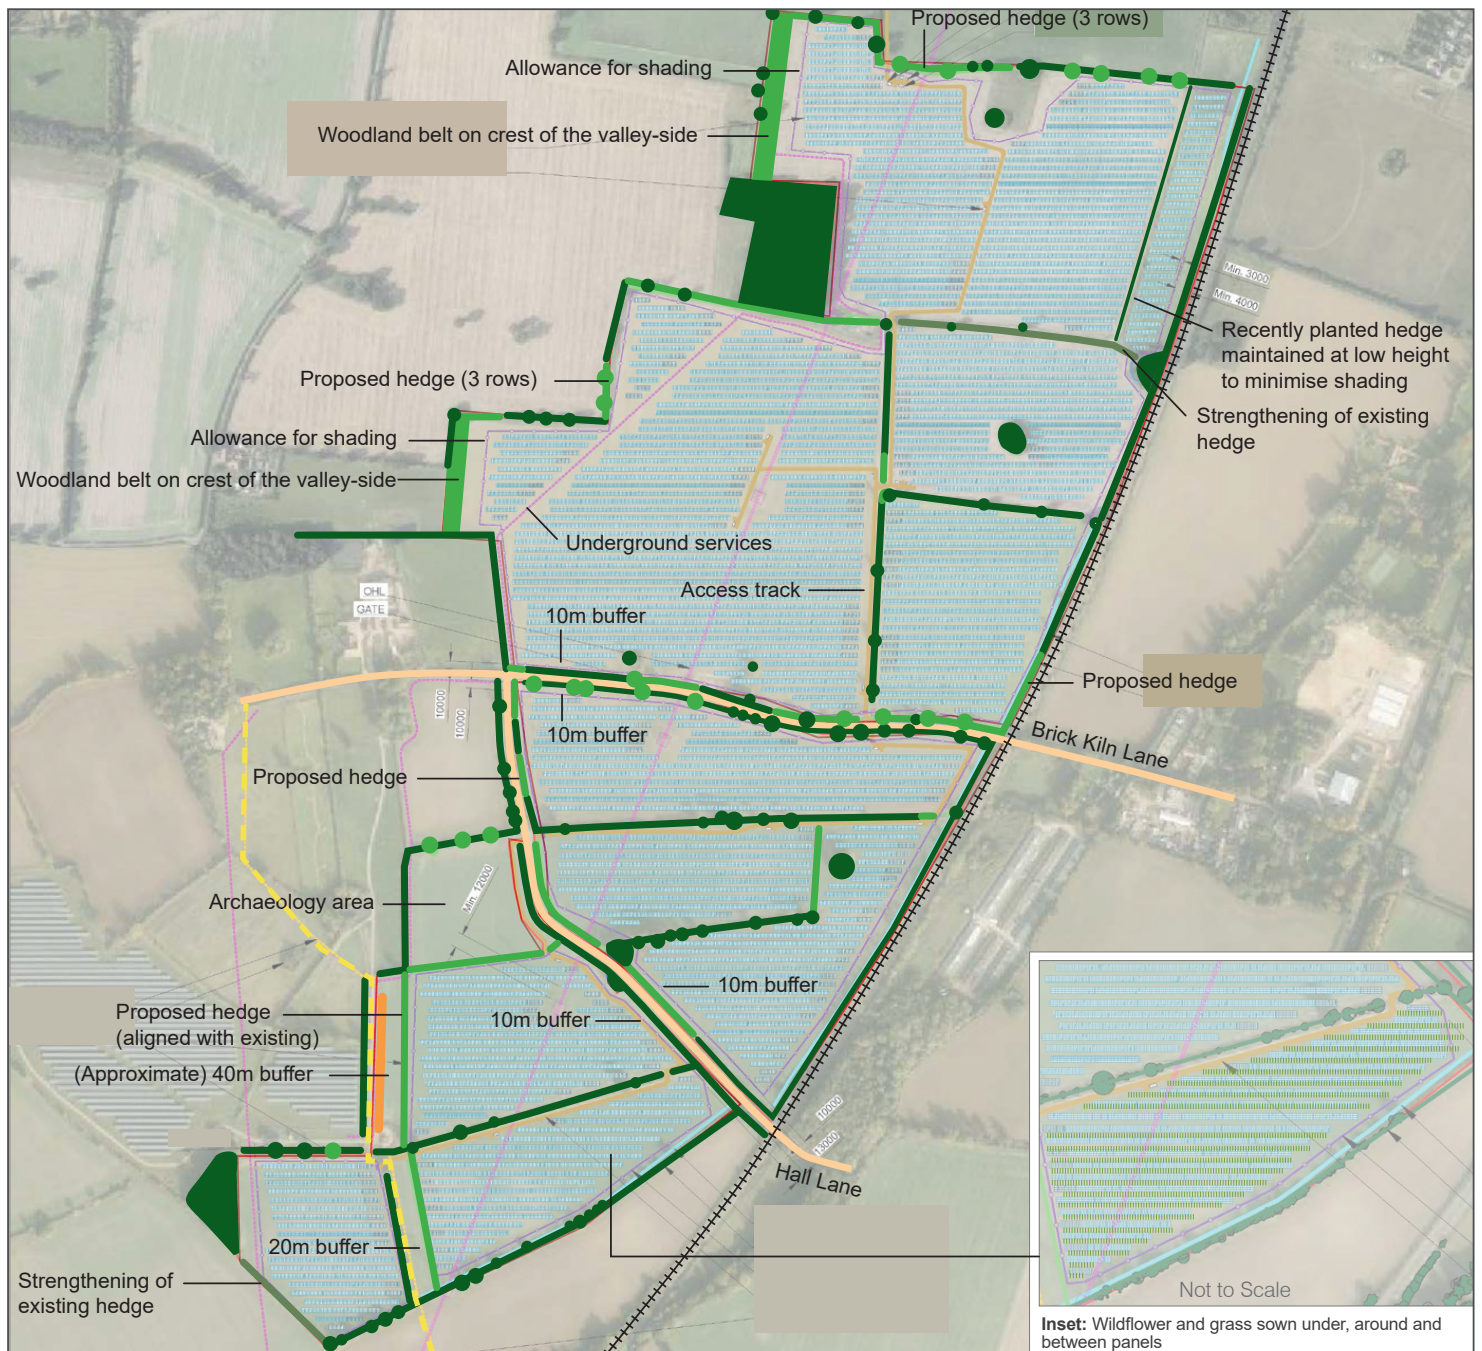 Proposed hedge (3 rows)
Allowance for shading
Woodland belt on crest of the valley-side
Min. 3000
Min. 4000
Recently planted hedge
maintained at low height
to minimise shading
Proposed hedge (3 rows)
Strengthening of existing
hedge
Allowance for shading
Woodland belt on crest of the valley-side
Underground services
OHL
GATE
Access track
10m buffer
Proposed hedge
10000
10000
10m buffer
Brick Kiln Lane
Proposed hedge
Min. 12000
Archaeology area
10m buffer
Proposed hedge
(aligned with existing)
10m buffer
(Approximate) 40m buffer
10000
13000
Hall Lane
20m buffer
Strengthening of
existing hedge
Not to Scale
Inset: Wildflower and grass sown under, around and
between panels